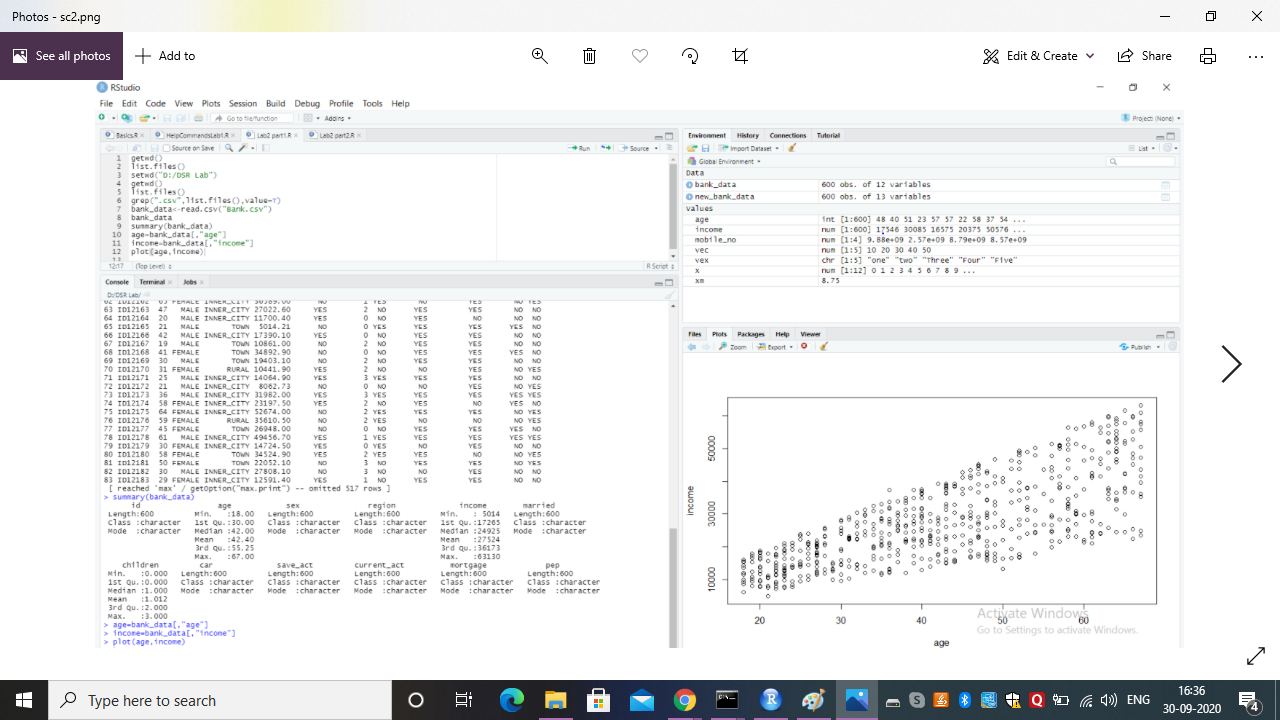 Photos - sc2.png
See all photos
Add to
Edit & Create
Share
RStudio
File Edit Code View Plots Session Build Debug Profile Tools Help
Go to file/function
Addins
Project: (None)
Basics.R
HelpCommandsLab1.R
Lab2 part1.R
Lab2 part2.R
Source on Save
Run
Source
1 getwd()
2 list.files()
3 setwd("D:/DSR Lab")
4 getwd()
5 list.files()
6 grep(".csv",list.files(),value=T)
7 bank_data<-read.csv("Bank.csv")
8 bank_data
9 summary(bank_data)
10 age=bank_data[,"age"]
11 income=bank_data[,"income"]
12 plot(age,income)
13
12:17 (Top Level) R Script
Console Terminal Jobs
D:/DSR Lab/
62 ID12162 65 FEMALE INNER_CITY 36589.00 NO 1 YES YES NO YES
63 ID12163 47 MALE INNER_CITY 27022.60 YES 2 NO YES YES NO NO
64 ID12164 20 MALE INNER_CITY 11700.40 YES 0 NO YES NO NO NO
65 ID12165 21 MALE TOWN 5014.21 NO 0 YES YES YES YES NO
66 ID12166 42 MALE INNER_CITY 17390.10 YES 0 NO YES YES NO NO
67 ID12167 19 MALE TOWN 10861.00 NO 2 NO YES YES NO NO
68 ID12168 41 FEMALE TOWN 34892.90 NO 0 NO YES YES YES NO
69 ID12169 30 MALE TOWN 19403.10 YES 2 NO YES YES NO NO
70 ID12170 31 FEMALE RURAL 10441.90 YES 2 NO NO YES NO YES
71 ID12171 25 MALE INNER_CITY 14064.90 YES 3 YES YES YES NO NO
72 ID12172 21 MALE 8062.73 NO 0 NO YES NO NO YES
73 ID12173 36 MALE INNER_CITY 31982.00 YES 3 YES YES NO YES YES
74 ID12174 58 FEMALE INNER_CITY 23197.50 YES 2 NO YES NO YES NO
75 ID12175 64 FEMALE INNER_CITY 52674.00 NO 2 YES YES YES NO YES
76 ID12176 59 FEMALE RURAL 35610.50 NO 2 YES NO NO NO YES
77 ID12177 45 FEMALE TOWN 26948.00 NO 0 NO YES YES YES NO
78 ID12178 61 MALE INNER_CITY 49456.70 YES 1 YES YES YES YES YES
79 ID12179 30 FEMALE INNER_CITY 14724.50 YES 0 YES NO YES NO NO
80 ID12180 58 FEMALE TOWN 34524.90 YES 2 YES YES NO NO YES
81 ID12181 50 FEMALE TOWN 22052.10 NO 3 NO YES NO YES NO
82 ID12182 30 MALE INNER_CITY 27808.10 NO 3 NO NO YES NO NO
83 ID12183 29 FEMALE INNER_CITY 12591.40 YES 1 NO YES YES NO NO
[ reached 'max' / getOption("max.print") -- omitted 517 rows ]
> summary(bank_data)
id age sex region income married
Length:600 Min. :18.00 Length:600 Length:600 Min. : 5014 Length:600
Class :character 1st Qu.:30.00 Class :character Class :character 1st Qu.:17265 Class :character
Mode :character Median :42.00 Mode :character Mode :character Median :24925 Mode :character
Mean :42.40 Mean :27524
3rd Qu.:55.25 3rd Qu.:36173
Max. :67.00 Max. :63130
children car save_act current_act mortgage pep
Min. :0.000 Length:600 Length:600 Length:600 Length:600 Length:600
1st Qu.:0.000 Class :character Class :character Class :character Class :character Class :character
Median :1.000 Mode :character Mode :character Mode :character Mode :character Mode :character
Mean :1.012
3rd Qu.:2.000
Max. :3.000
> age=bank_data[,"age"]
> income=bank_data[,"income"]
> plot(age,income)
Environment History Connections Tutorial
Import Dataset
List
Global Environment
Data
bank_data 600 obs. of 12 variables
new_bank_data 600 obs. of 13 variables
values
age int [1:600] 48 40 51 23 57 57 22 58 37 54 ...
income num [1:600] 17546 30085 16575 20375 50576 ...
mobile_no num [1:4] 9.88e+09 2.57e+09 8.79e+09 8.57e+09
vec num [1:5] 10 20 30 40 50
vex chr [1:5] "one" "two" "Three" "Four" "Five"
x num [1:12] 0 1 2 3 4 5 6 7 8 9 ...
xm 8.75
Files Plots Packages Help Viewer
Zoom
Export
Publish
income
10000 30000 50000
20 30 40 50 60
age
Activate Windows
Go to Settings to activate Windows.
Type here to search
ENG
16:36
30-09-2020
4